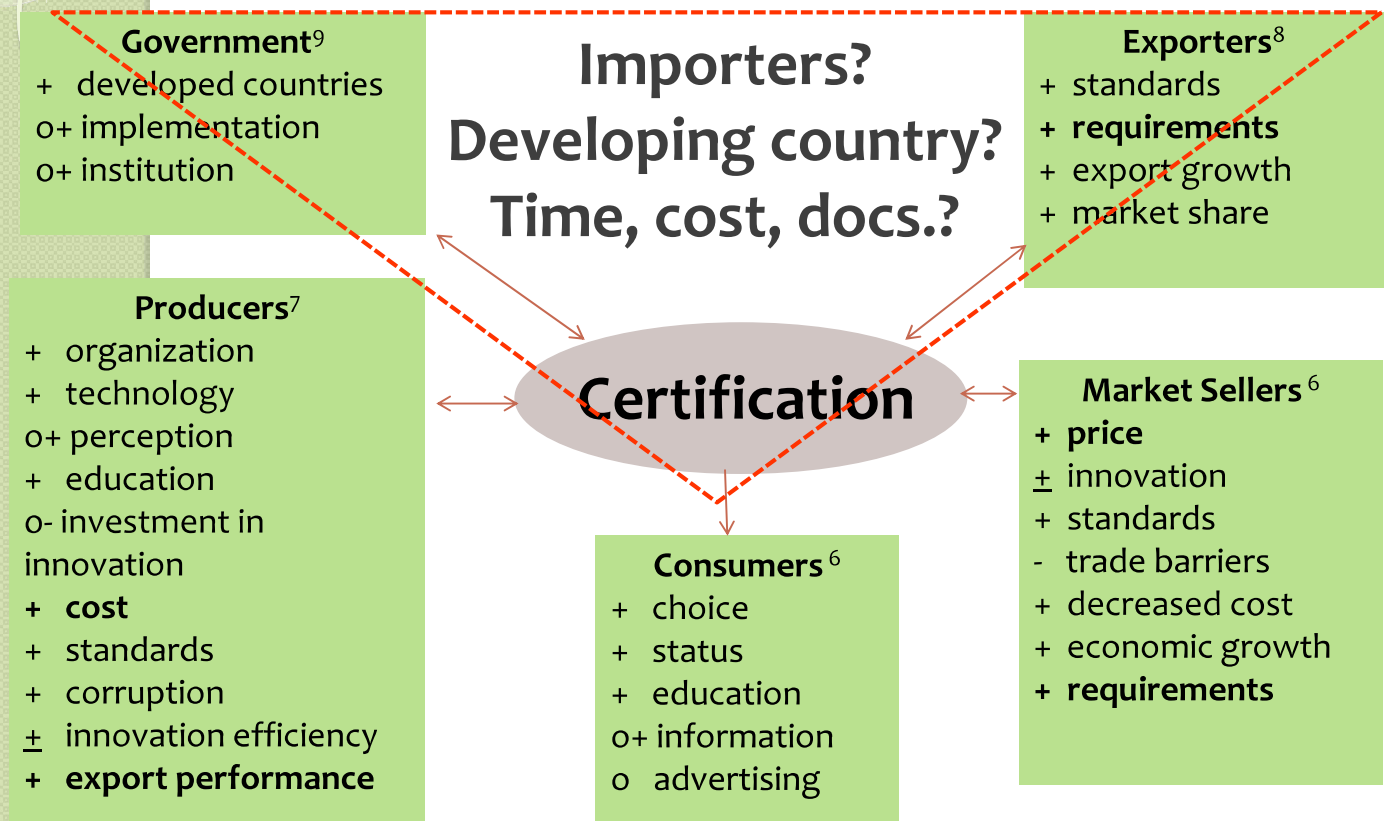 Government⁹
+ developed countries
o+ implementation
o+ institution
Importers?
Developing country?
Time, cost, docs.?
Exporters⁸
+ standards
+ requirements
+ export growth
+ market share
Producers⁷
+ organization
+ technology
o+ perception
+ education
o- investment in
innovation
+ cost
+ standards
+ corruption
± innovation efficiency
+ export performance
Certification
Market Sellers ⁶
+ price
± innovation
+ standards
- trade barriers
+ decreased cost
+ economic growth
+ requirements
Consumers ⁶
+ choice
+ status
+ education
o+ information
o advertising